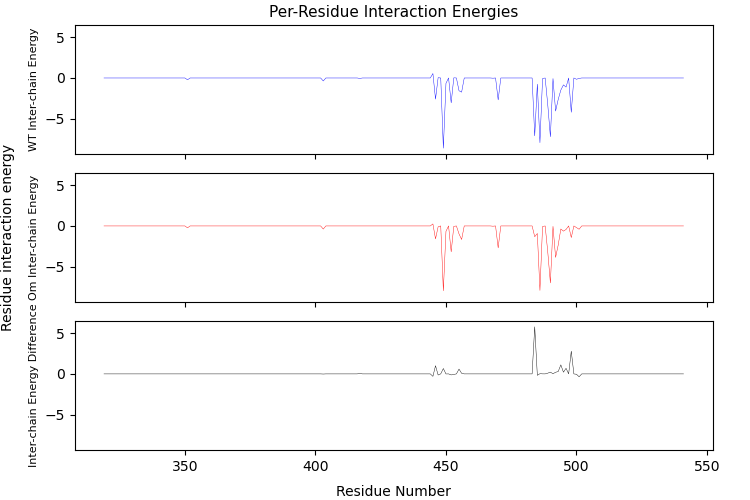 Per-Residue Interaction Energies
Residue interaction energy
WT Inter-chain Energy
5
0
−5
Om Inter-chain Energy
5
0
−5
Inter-chain Energy Difference
5
0
−5
350
400
450
500
550
Residue Number